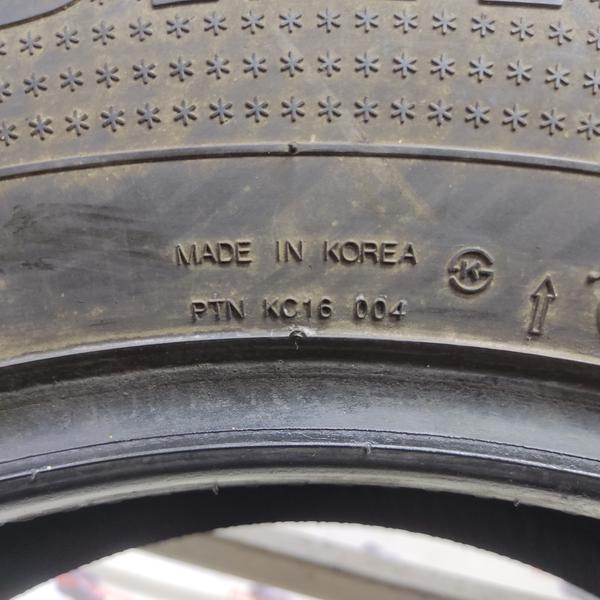 MADE IN KOREA
K
PTN KC16 004